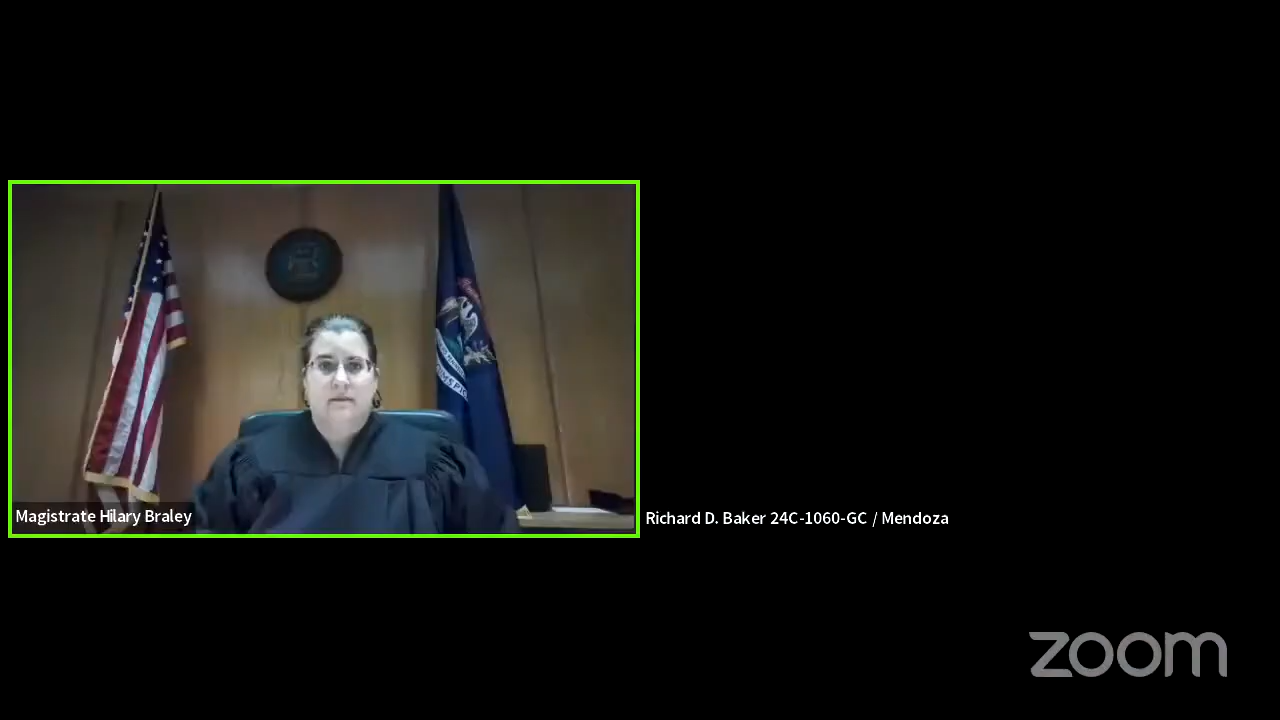 Magistrate Hilary Braley
Richard D. Baker 24C-1060-GC / Mendoza
zoom